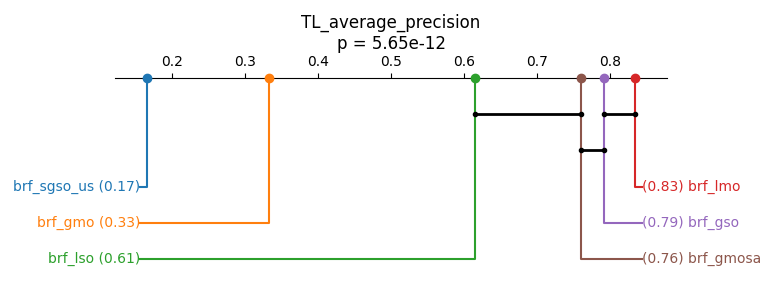 TL_average_precision
p = 5.65e-12
0.2 0.3 0.4 0.5 0.6 0.7 0.8
brf_sgso_us (0.17) (0.83) brf_lmo
brf_gmo (0.33) (0.79) brf_gso
brf_lso (0.61) (0.76) brf_gmosa